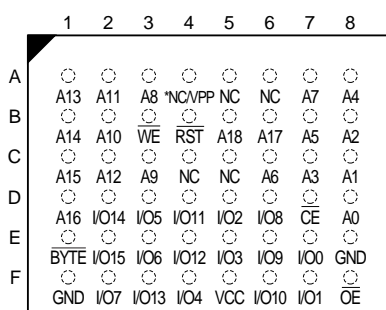 1 2 3 4 5 6 7 8
A
A13 A11 A8 *NC/VPP NC NC A7 A4
B
A14 A10 WE RST A18 A17 A5 A2
C
A15 A12 A9 NC NC A6 A3 A1
D
A16 I/O14 I/O5 I/O11 I/O2 I/O8 CE A0
E
BYTE I/O15 I/O6 I/O12 I/O3 I/O9 I/O0 GND
F
GND I/O7 I/O13 I/O4 VCC I/O10 I/O1 OE